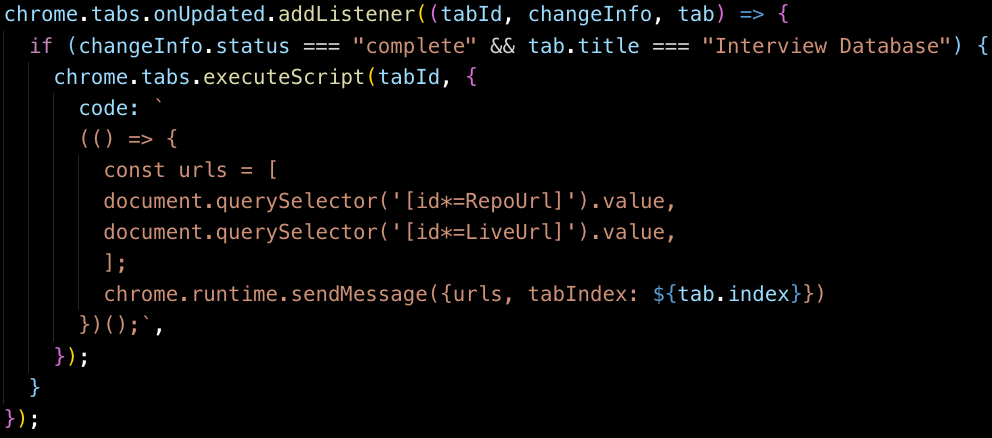 chrome.tabs.onUpdated.addListener((tabId, changeInfo, tab) => {
  if (changeInfo.status === "complete" && tab.title === "Interview Database") {
    chrome.tabs.executeScript(tabId, {
      code: `
      (() => {
        const urls = [
        document.querySelector('[id*=RepoUrl]').value,
        document.querySelector('[id*=LiveUrl]').value,
        ];
        chrome.runtime.sendMessage({urls, tabIndex: ${tab.index}})
      })();`,
    });
  }
});